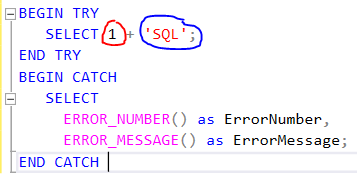 BEGIN TRY
SELECT 1 + 'SQL';
END TRY
BEGIN CATCH
SELECT
ERROR_NUMBER() as ErrorNumber,
ERROR_MESSAGE() as ErrorMessage;
END CATCH